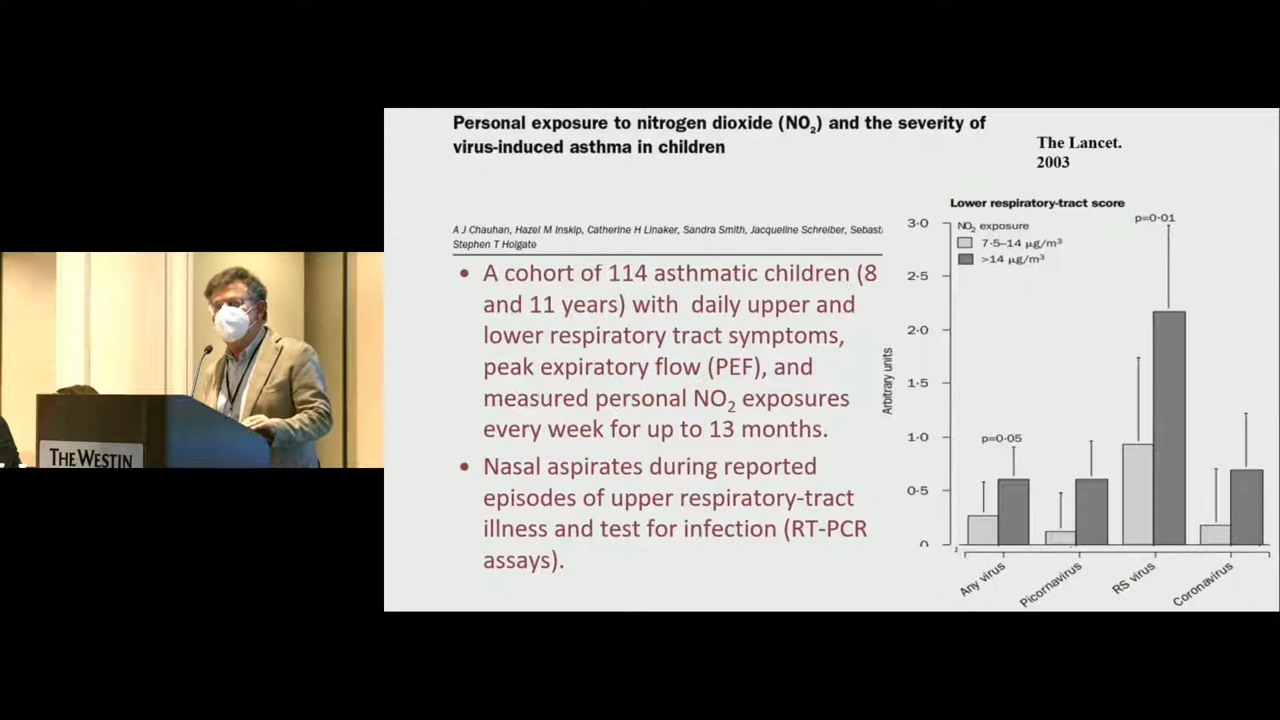 Personal exposure to nitrogen dioxide (NO₂) and the severity of
virus-induced asthma in children
The Lancet.
2003
A J Chauhan, Hazel M Inskip, Catherine H Linaker, Sandra Smith, Jacqueline Schreiber,
Stephen T Holgate
• A cohort of 114 asthmatic children (8
and 11 years) with daily upper and
lower respiratory tract symptoms,
peak expiratory flow (PEF), and
measured personal NO₂ exposures
every week for up to 13 months.
• Nasal aspirates during reported
episodes of upper respiratory-tract
illness and test for infection (RT-PCR
assays).
Lower respiratory-tract score
NO₂ exposure
7·5–14 µg/m³
>14 µg/m³
p=0·01
p=0·05
Arbitrary units
3·0
2·5
2·0
1·5
1·0
0·5
Any virus
Picornavirus
RS virus
Coronavirus
THE WESTIN